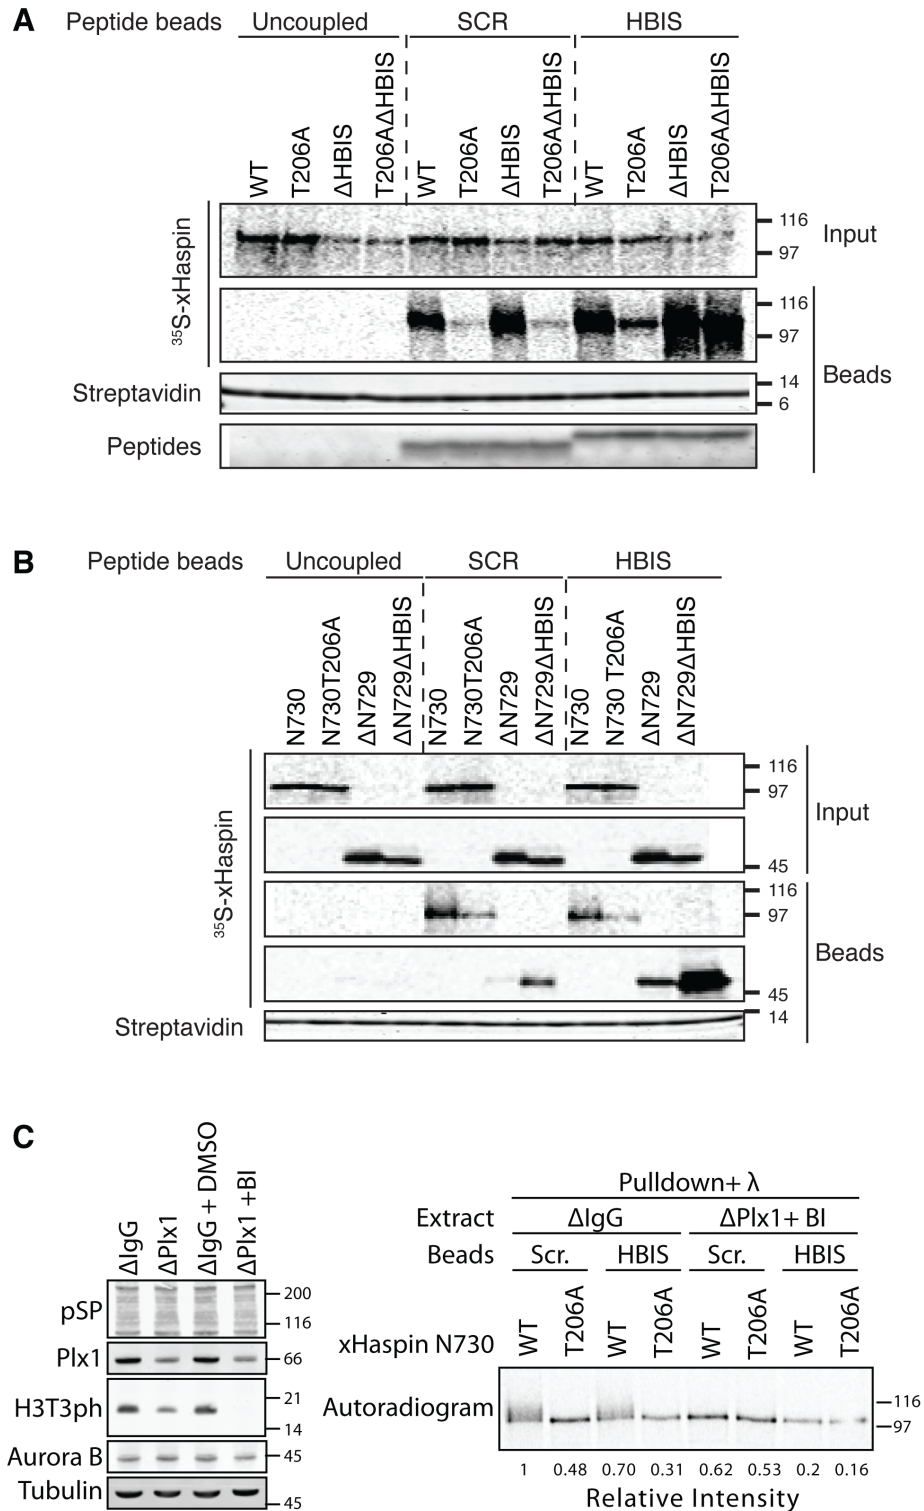 A
Peptide beads Uncoupled SCR HBIS
WT T206A ΔHBIS T206AΔHBIS WT T206A ΔHBIS T206AΔHBIS WT T206A ΔHBIS T206AΔHBIS
35S-xHaspin
116
97
Input
116
97
Beads
Streptavidin
14
6
Peptides
B
Peptide beads Uncoupled SCR HBIS
N730 N730T206A ΔN729 ΔN729ΔHBIS N730 N730T206A ΔN729 ΔN729ΔHBIS N730 N730 T206A ΔN729 ΔN729ΔHBIS
35S-xHaspin
116
97
Input
45
116
97
Beads
45
Streptavidin
14
C
ΔIgG ΔPlx1 ΔIgG + DMSO ΔPlx1 +BI
pSP
200
116
Plx1
66
H3T3ph
21
14
Aurora B
45
Tubulin
45
Pulldown+ λ
Extract ΔIgG ΔPlx1+ BI
Beads Scr. HBIS Scr. HBIS
xHaspin N730 WT T206A WT T206A WT T206A WT T206A
Autoradiogram
116
97
1 0.48 0.70 0.31 0.62 0.53 0.2 0.16
Relative Intensity